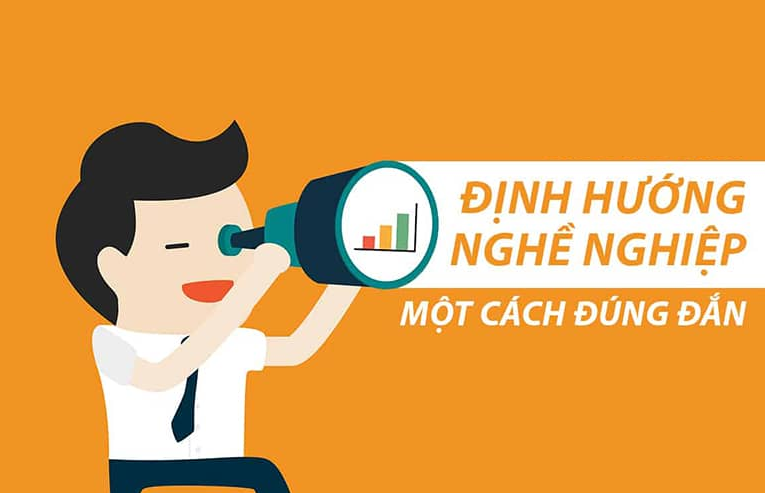 ĐỊNH HƯỚNG
NGHỀ NGHIỆP
MỘT CÁCH ĐÚNG ĐẮN